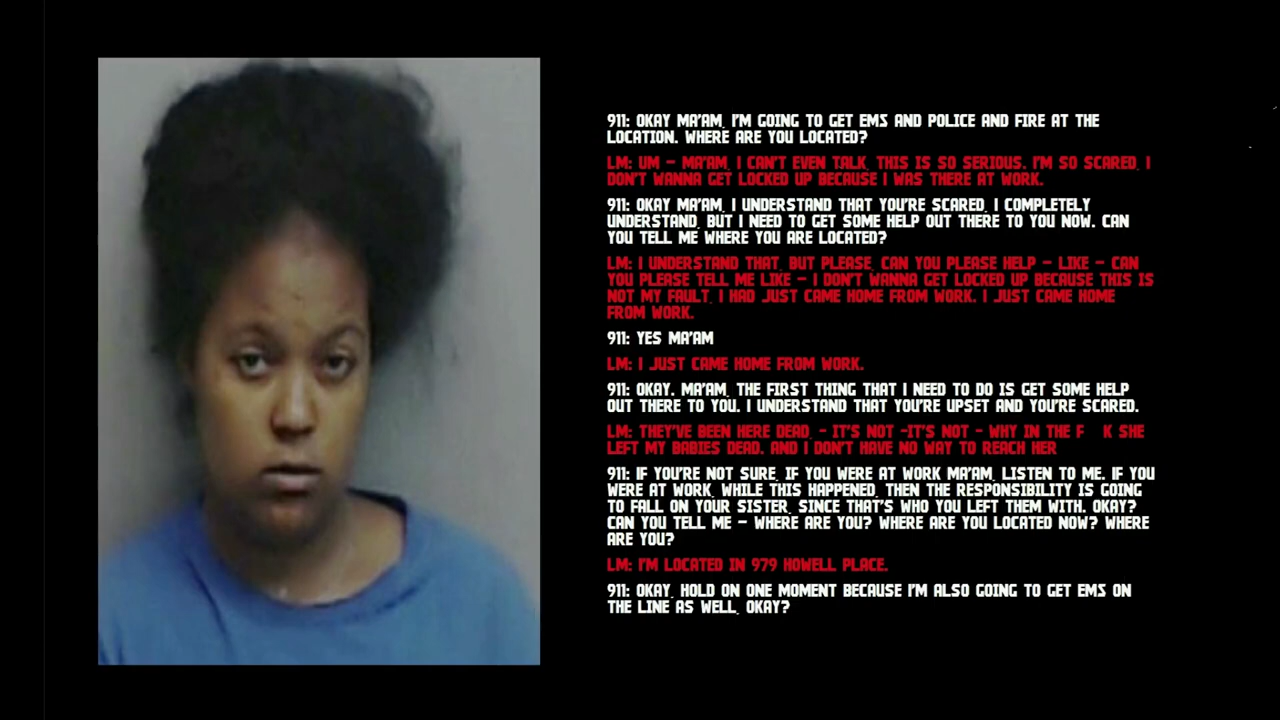 911: OKAY MA'AM, I'M GOING TO GET EMS AND POLICE AND FIRE AT THE
LOCATION. WHERE ARE YOU LOCATED?
LM: UM – MA'AM, I CAN'T EVEN TALK, THIS IS SO SERIOUS. I'M SO SCARED, I
DON'T WANNA GET LOCKED UP BECAUSE I WAS THERE AT WORK.
911: OKAY MA'AM, I UNDERSTAND THAT YOU'RE SCARED, I COMPLETELY
UNDERSTAND, BUT I NEED TO GET SOME HELP OUT THERE TO YOU NOW. CAN
YOU TELL ME WHERE YOU ARE LOCATED?
LM: I UNDERSTAND THAT, BUT PLEASE, CAN YOU PLEASE HELP – LIKE – CAN
YOU PLEASE TELL ME LIKE – I DON'T WANNA GET LOCKED UP BECAUSE THIS IS
NOT MY FAULT, I HAD JUST CAME HOME FROM WORK. I JUST CAME HOME
FROM WORK.
911: YES MA'AM
LM: I JUST CAME HOME FROM WORK.
911: OKAY. MA'AM, THE FIRST THING THAT I NEED TO DO IS GET SOME HELP
OUT THERE TO YOU. I UNDERSTAND THAT YOU'RE UPSET AND YOU'RE SCARED.
LM: THEY'VE BEEN HERE DEAD, - IT'S NOT -IT'S NOT - WHY IN THE F K SHE
LEFT MY BABIES DEAD. AND I DON'T HAVE NO WAY TO REACH HER
911: IF YOU'RE NOT SURE, IF YOU WERE AT WORK MA'AM, LISTEN TO ME. IF YOU
WERE AT WORK, WHILE THIS HAPPENED, THEN THE RESPONSIBILITY IS GOING
TO FALL ON YOUR SISTER, SINCE THAT'S WHO YOU LEFT THEM WITH. OKAY?
CAN YOU TELL ME – WHERE ARE YOU? WHERE ARE YOU LOCATED NOW? WHERE
ARE YOU?
LM: I'M LOCATED IN 979 HOWELL PLACE.
911: OKAY, HOLD ON ONE MOMENT BECAUSE I'M ALSO GOING TO GET EMS ON
THE LINE AS WELL, OKAY?